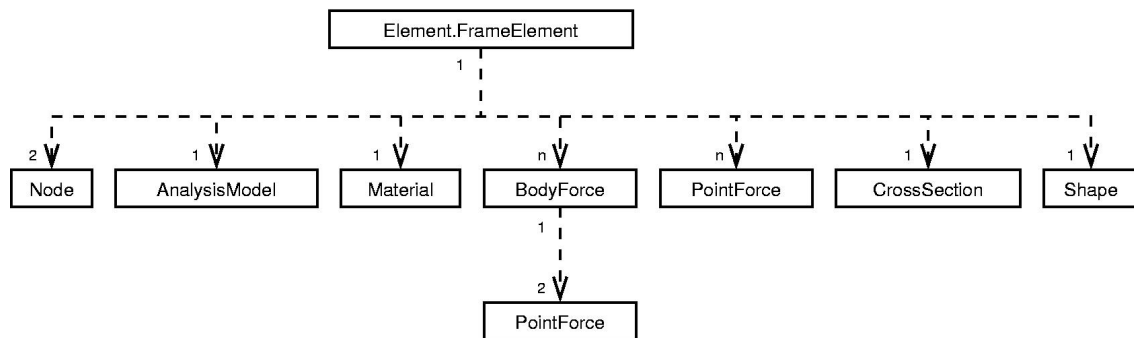 Element.FrameElement
1
2 1 1 n n 1 1
Node AnalysisModel Material BodyForce PointForce CrossSection Shape
1
2
PointForce